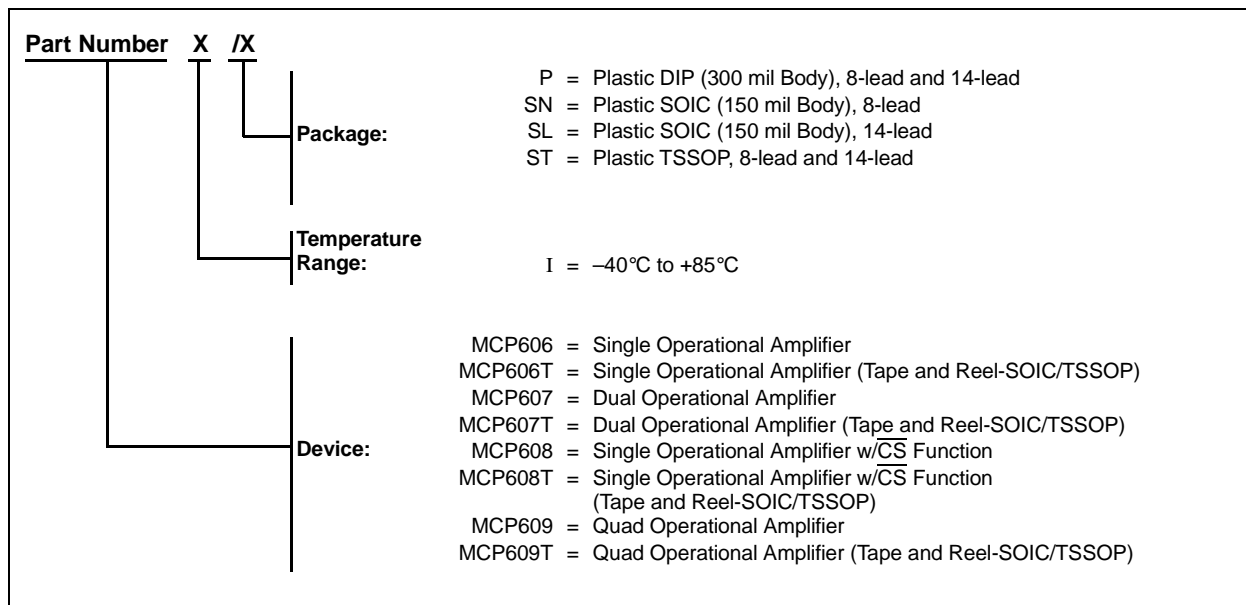 Part Number X /X
Package:
P = Plastic DIP (300 mil Body), 8-lead and 14-lead
SN = Plastic SOIC (150 mil Body), 8-lead
SL = Plastic SOIC (150 mil Body), 14-lead
ST = Plastic TSSOP, 8-lead and 14-lead
Temperature
Range:
I = –40°C to +85°C
Device:
MCP606 = Single Operational Amplifier
MCP606T = Single Operational Amplifier (Tape and Reel-SOIC/TSSOP)
MCP607 = Dual Operational Amplifier
MCP607T = Dual Operational Amplifier (Tape and Reel-SOIC/TSSOP)
MCP608 = Single Operational Amplifier w/C̅S̅ Function
MCP608T = Single Operational Amplifier w/C̅S̅ Function
(Tape and Reel-SOIC/TSSOP)
MCP609 = Quad Operational Amplifier
MCP609T = Quad Operational Amplifier (Tape and Reel-SOIC/TSSOP)